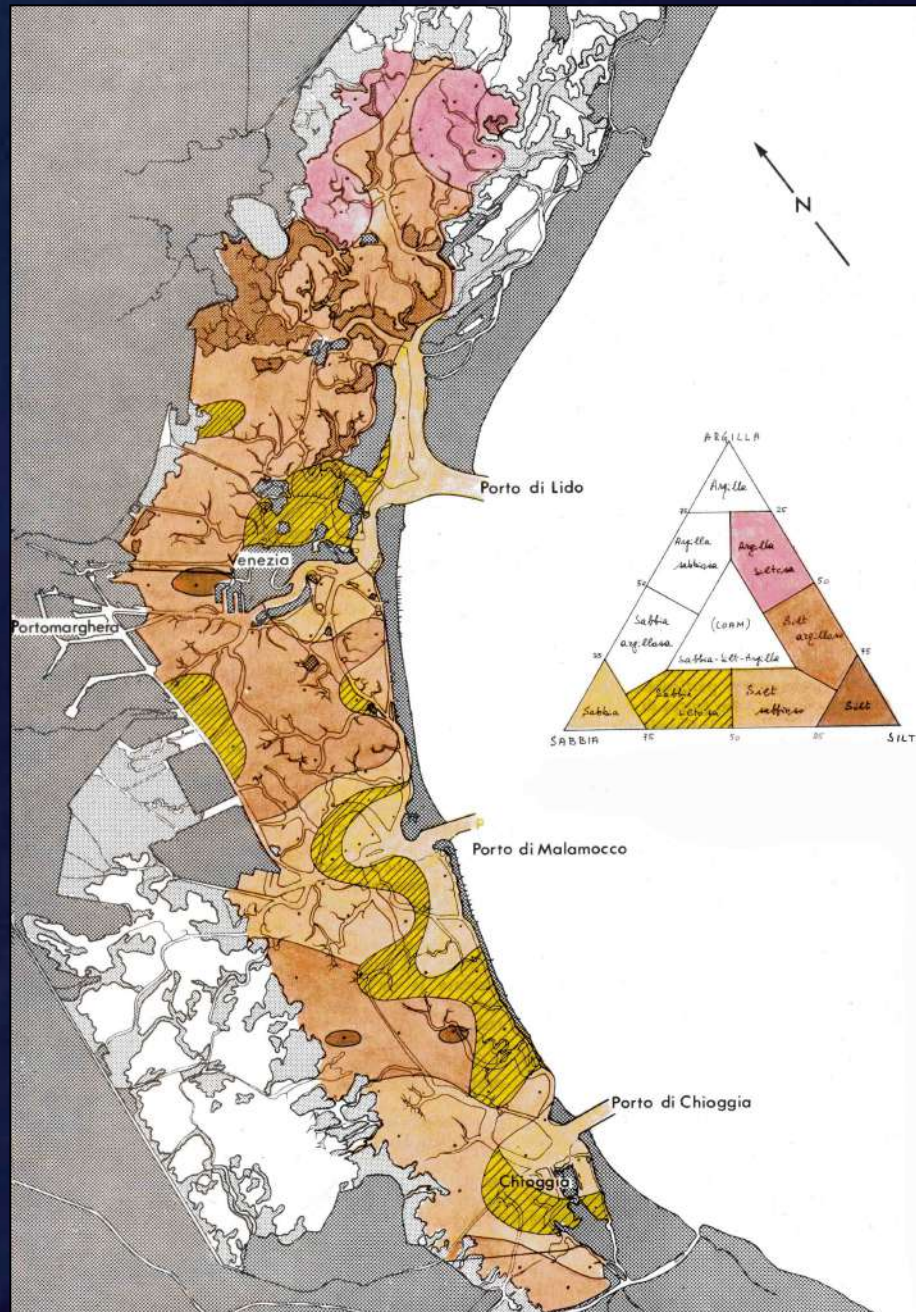 N
Porto di Lido
Venezia
Portomarghera
Porto di Malamocco
Porto di Chioggia
Chioggia
ARGILLA
Argilla
75
25
Argilla
sabbiosa
Argilla
siltosa
50
50
Sabbia
argillosa
(LOAM)
Sabbia-Silt-Argilla
Silt
argilloso
25
75
Sabbia
Sabbia
siltosa
Silt
sabbioso
Silt
SABBIA
75
50
25
SILT